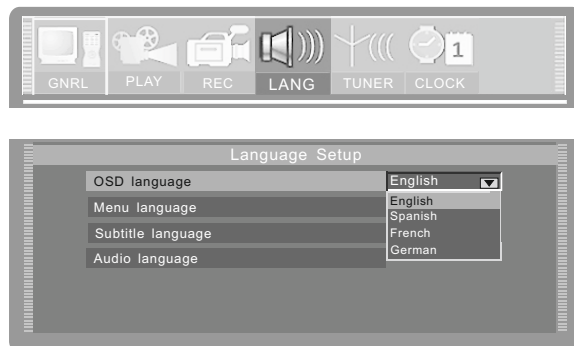 1
GNRL PLAY REC LANG TUNER CLOCK
Language Setup
OSD language English
English
Menu language
Spanish
Subtitle language French
German
Audio language